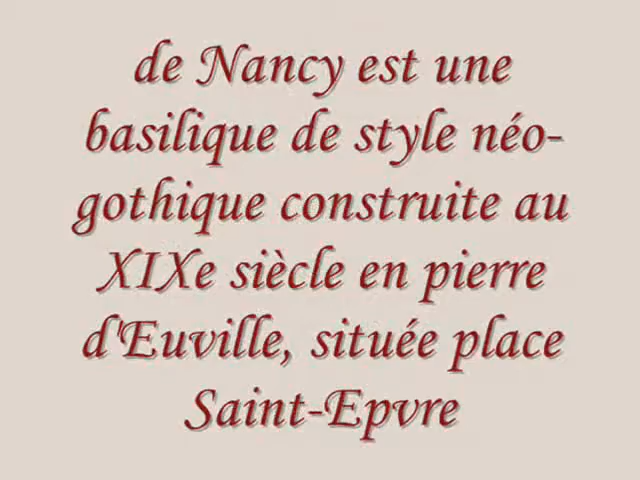 de Nancy est une
basilique de style néo-
gothique construite au
XIXe siècle en pierre
d'Euville, située place
Saint-Epvre